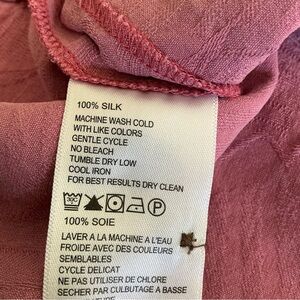 100% SILK
MACHINE WASH COLD
WITH LIKE COLORS
GENTLE CYCLE
NO BLEACH
TUMBLE DRY LOW
COOL IRON
FOR BEST RESULTS DRY CLEAN
P
100% SOIE
LAVER A LA MACHINE A L'EAU
FROIDE AVEC DES COULEURS
SEMBLABLES
CYCLE DELICAT
NE PAS UTILISER DE CHLORE
SECHER PAR CULBUTAGE A BASSE